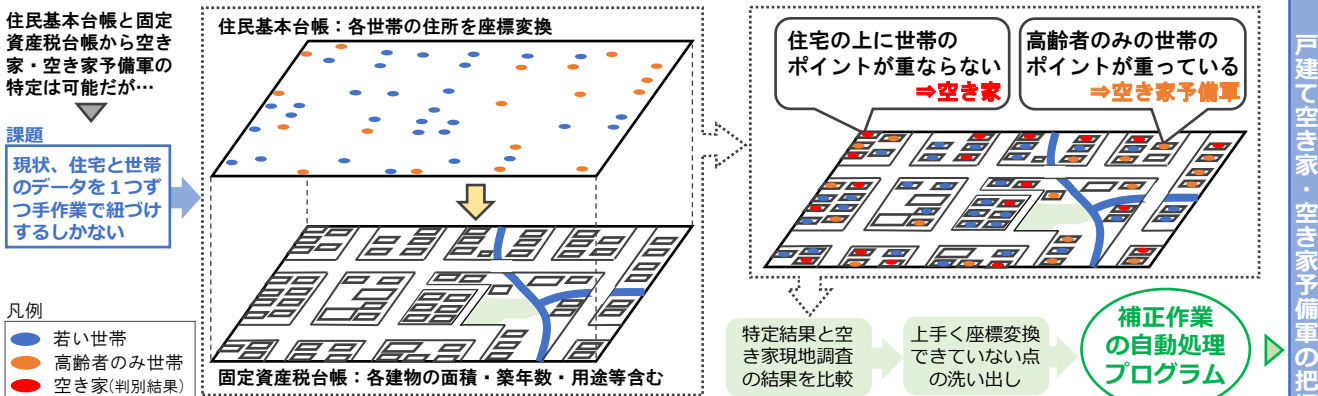 住民基本台帳と固定
資産税台帳から空き
家・空き家予備軍の
特定は可能だが…
課題
現状、住宅と世帯
のデータを1つず
つ手作業で紐づけ
するしかない
凡例
若い世帯
高齢者のみ世帯
空き家(判別結果)
住民基本台帳：各世帯の住所を座標変換
固定資産税台帳：各建物の面積・築年数・用途等含む
住宅の上に世帯の
ポイントが重ならない
⇒空き家
高齢者のみの世帯の
ポイントが重っている
⇒空き家予備軍
特定結果と空
き家現地調査
の結果を比較
上手く座標変換
できていない点
の洗い出し
補正作業
の自動処理
プログラム
戸建て空き家・空き家予備軍の把